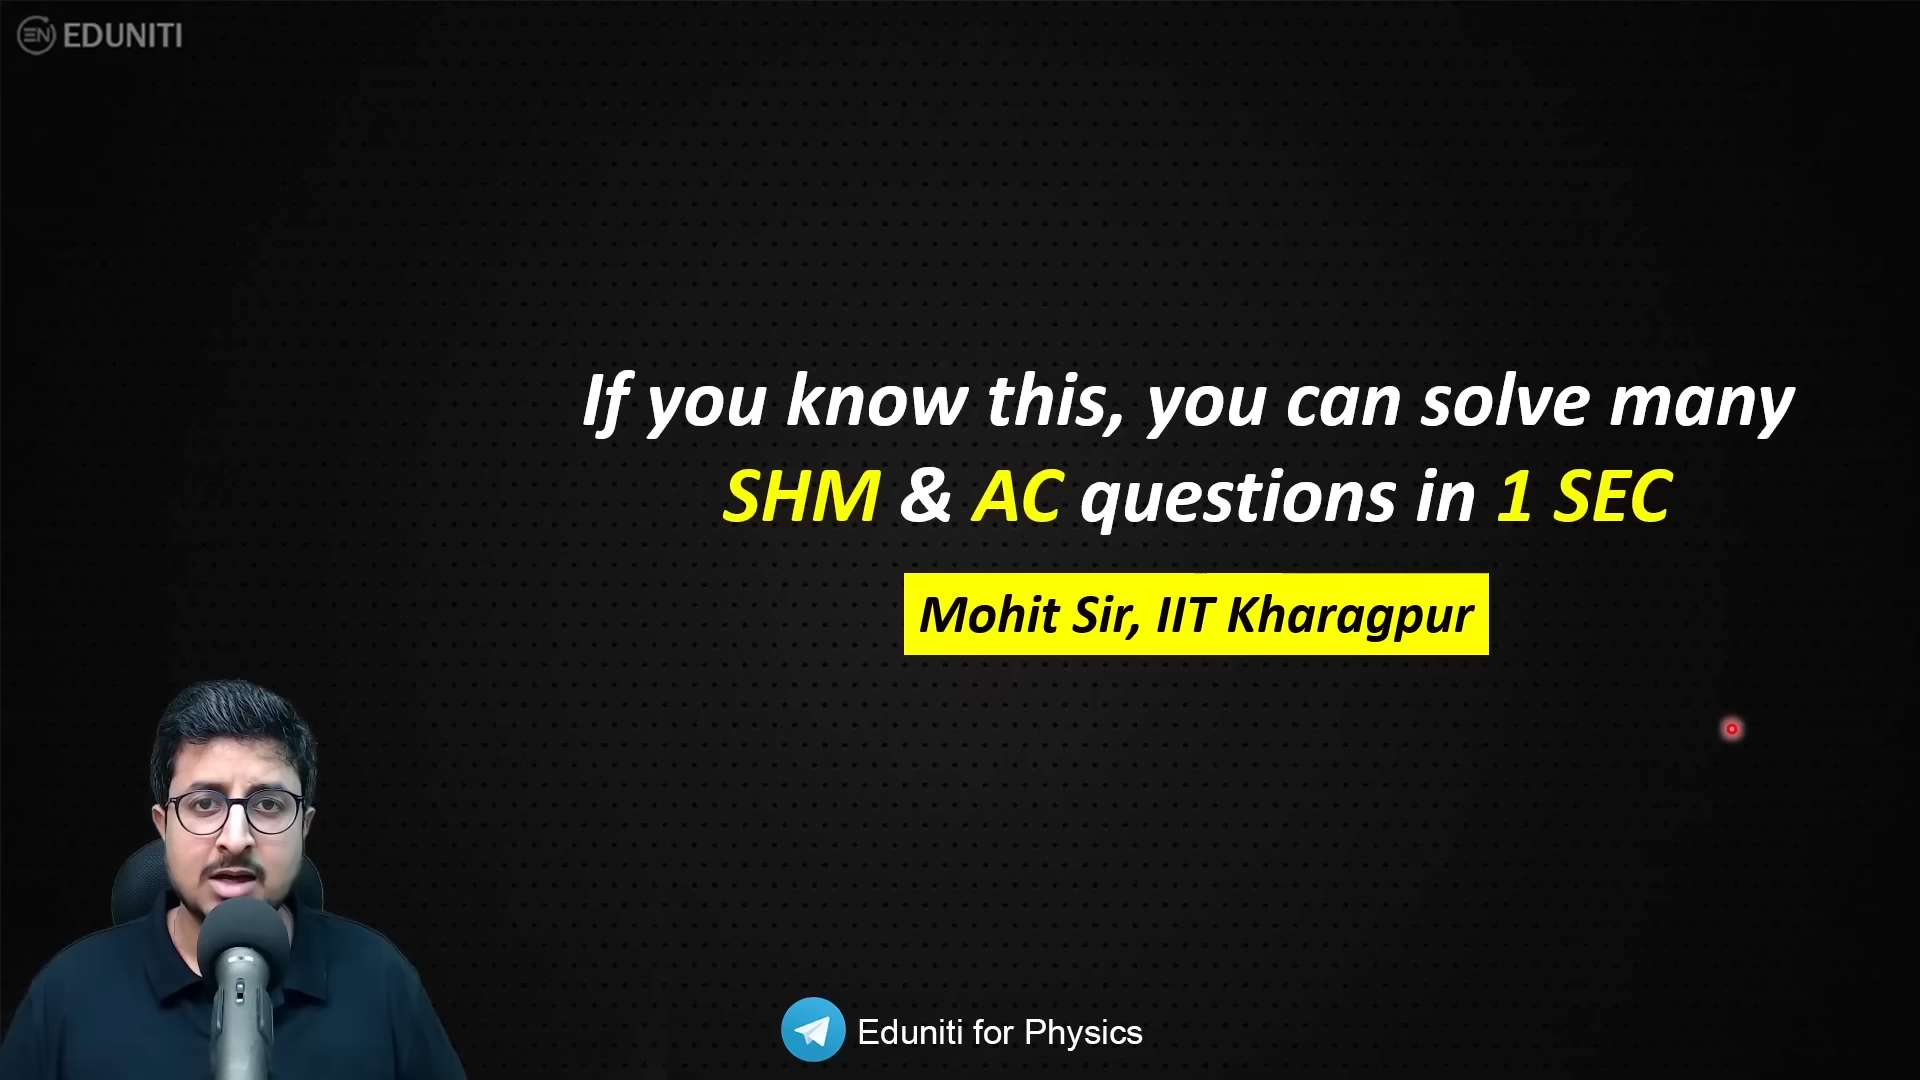 EN EDUNITI
If you know this, you can solve many
SHM & AC questions in 1 SEC
Mohit Sir, IIT Kharagpur
Eduniti for Physics